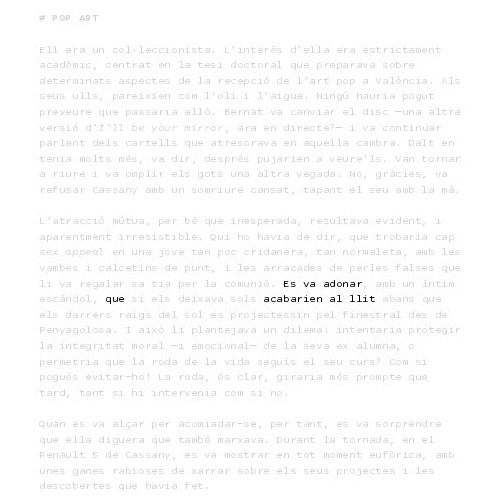 # POP ART
Ell era un col·leccionista. L'interès d'ella era estrictament
acadèmic, centrat en la tesi doctoral que preparava sobre
determinats aspectes de la recepció de l'art pop a València. Als
seus ulls, pareixien com l'oli i l'aigua. Ningú hauria pogut
preveure que passaria allò. Bernat va canviar el disc —una altra
versió d'I'll be your mirror, ara en directe?— i va continuar
parlant dels cartells que atresorava en aquella cambra. Dalt en
tenia molts més, va dir, després pujarien a veure'ls. Van tornar
a riure i va omplir els gots una altra vegada. No, gràcies, va
refusar Cassany amb un somriure cansat, tapant el seu amb la mà.
L'atracció mútua, per bé que inesperada, resultava evident, i
aparentment irresistible. Qui ho havia de dir, que trobaria cap
sex appeal en una jove tan poc cridanera, tan normaleta, amb les
vambes i calcetins de punt, i les arracades de perles falses que
li va regalar sa tia per la comunió. Es va adonar, amb un íntim
escàndol, que si els deixava sols acabarien al llit abans que
els darrers raigs del sol es projectessin pel finestral des de
Penyagolosa. I això li plantejava un dilema: intentaria protegir
la integritat moral —i emocional— de la seva ex alumna, o
permetria que la roda de la vida seguís el seu curs? Com si
pogués evitar-ho! La roda, és clar, giraria més prompte que
tard, tant si hi intervenia com si no.
Quan es va alçar per acomiadar-se, per tant, es va sorprendre
que ella diguera que també marxava. Durant la tornada, en el
Renault 5 de Cassany, es va mostrar en tot moment eufòrica, amb
unes ganes rabioses de xarrar sobre els seus projectes i les
descobertes que havia fet.